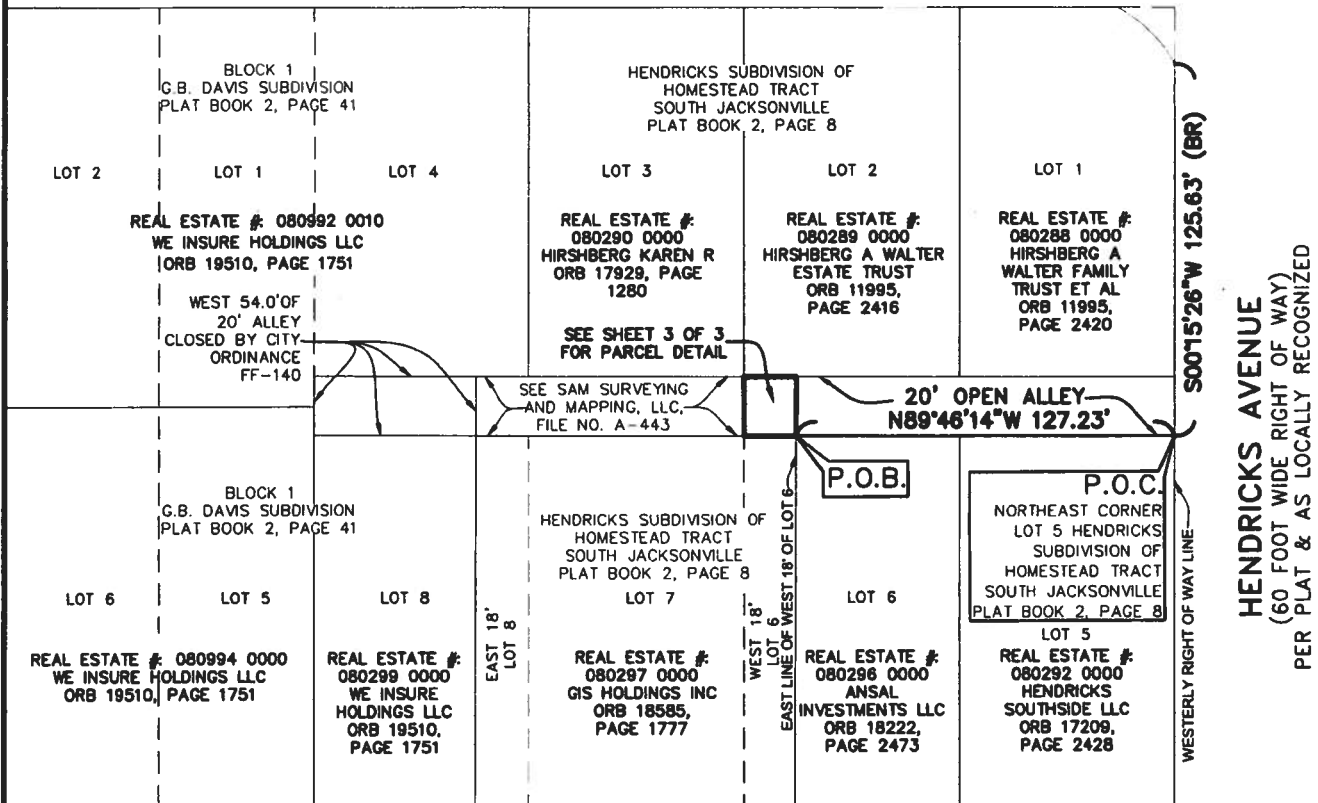 BLOCK 1
G.B. DAVIS SUBDIVISION
PLAT BOOK 2, PAGE 41
HENDRICKS SUBDIVISION OF
HOMESTEAD TRACT
SOUTH JACKSONVILLE
PLAT BOOK 2, PAGE 8
LOT 2
LOT 1
LOT 4
LOT 3
LOT 2
LOT 1
REAL ESTATE #: 080992 0010
WE INSURE HOLDINGS LLC
ORB 19510, PAGE 1751
REAL ESTATE #:
080290 0000
HIRSHBERG KAREN R
ORB 17929, PAGE
1280
REAL ESTATE #:
080289 0000
HIRSHBERG A WALTER
ESTATE TRUST
ORB 11995,
PAGE 2416
REAL ESTATE #:
080288 0000
HIRSHBERG A
WALTER FAMILY
TRUST ET AL
ORB 11995,
PAGE 2420
S00°15'26"W 125.63' (BR)
HENDRICKS AVENUE
(60 FOOT WIDE RIGHT OF WAY)
PER PLAT & AS LOCALLY RECOGNIZED
WEST 54.0'OF
20' ALLEY
CLOSED BY CITY
ORDINANCE
FF-140
SEE SHEET 3 OF 3
FOR PARCEL DETAIL
SEE SAM SURVEYING
AND MAPPING, LLC,
FILE NO. A-443
20' OPEN ALLEY
N89°46'14"W 127.23'
P.O.B.
P.O.C.
NORTHEAST CORNER
LOT 5 HENDRICKS
SUBDIVISION OF
HOMESTEAD TRACT
SOUTH JACKSONVILLE
PLAT BOOK 2, PAGE 8
BLOCK 1
G.B. DAVIS SUBDIVISION
PLAT BOOK 2, PAGE 41
HENDRICKS SUBDIVISION OF
HOMESTEAD TRACT
SOUTH JACKSONVILLE
PLAT BOOK 2, PAGE 8
LOT 6
LOT 5
LOT 8
EAST 18'
LOT 8
LOT 7
WEST 18'
LOT 6
EAST LINE OF WEST 18' OF LOT 6
LOT 6
LOT 5
WESTERLY RIGHT OF WAY LINE
REAL ESTATE #: 080994 0000
WE INSURE HOLDINGS LLC
ORB 19510, PAGE 1751
REAL ESTATE #:
080299 0000
WE INSURE
HOLDINGS LLC
ORB 19510,
PAGE 1751
REAL ESTATE #:
080297 0000
GIS HOLDINGS INC
ORB 18585,
PAGE 1777
REAL ESTATE #:
080296 0000
ANSAL
INVESTMENTS LLC
ORB 18222,
PAGE 2473
REAL ESTATE #:
080292 0000
HENDRICKS
SOUTHSIDE LLC
ORB 17209,
PAGE 2428